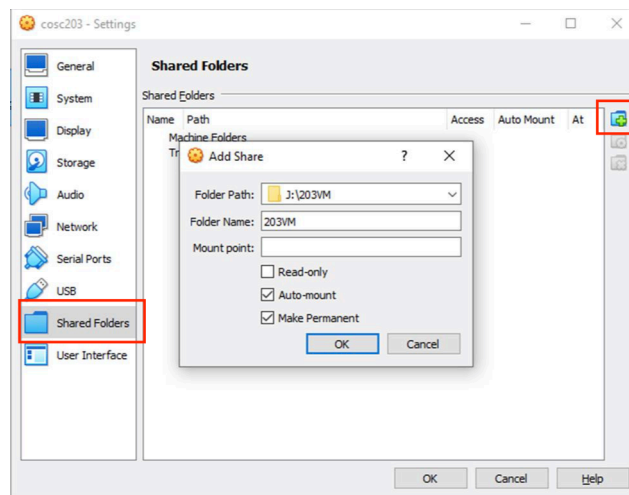 cosc203 - Settings
General
System
Display
Storage
Audio
Network
Serial Ports
USB
Shared Folders
User Interface
Shared Folders
Shared Folders
Name Path Access Auto Mount At
Machine Folders
Tr
Add Share ? ×
Folder Path: J:\203VM
Folder Name: 203VM
Mount point:
Read-only
Auto-mount
Make Permanent
OK Cancel
OK Cancel Help